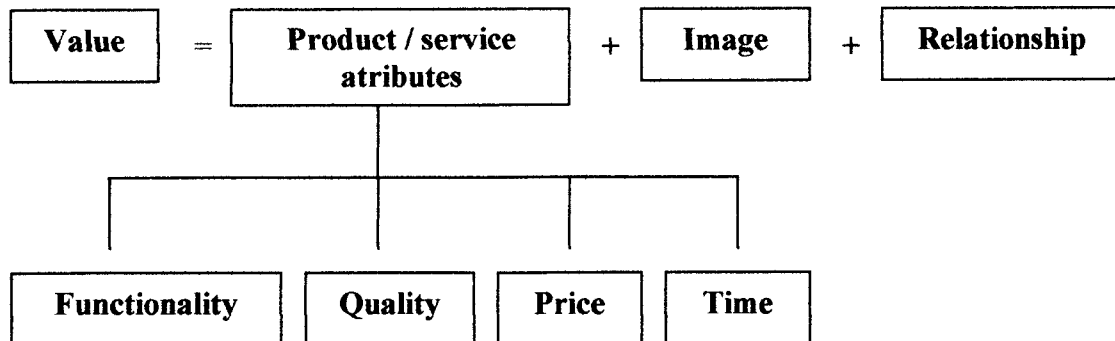 Value = Product / service + Image + Relationship
atributes
Functionality Quality Price Time